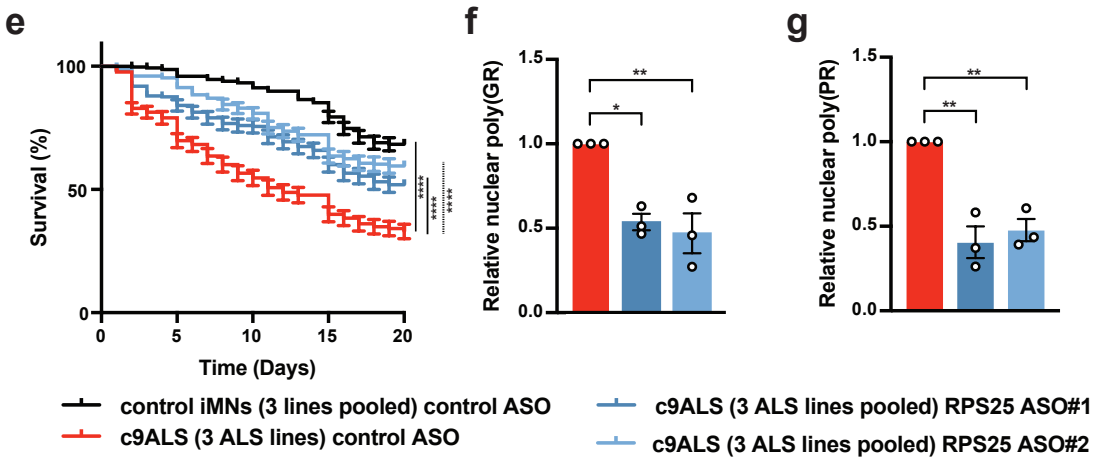 e
Survival (%)
100
50
0
0 5 10 15 20
Time (Days)
****
****
****
f
Relative nuclear poly(GR)
1.5
1.0
0.5
0.0
**
*
g
Relative nuclear poly(PR)
1.5
1.0
0.5
0.0
**
**
control iMNs (3 lines pooled) control ASO
c9ALS (3 ALS lines) control ASO
c9ALS (3 ALS lines pooled) RPS25 ASO#1
c9ALS (3 ALS lines pooled) RPS25 ASO#2